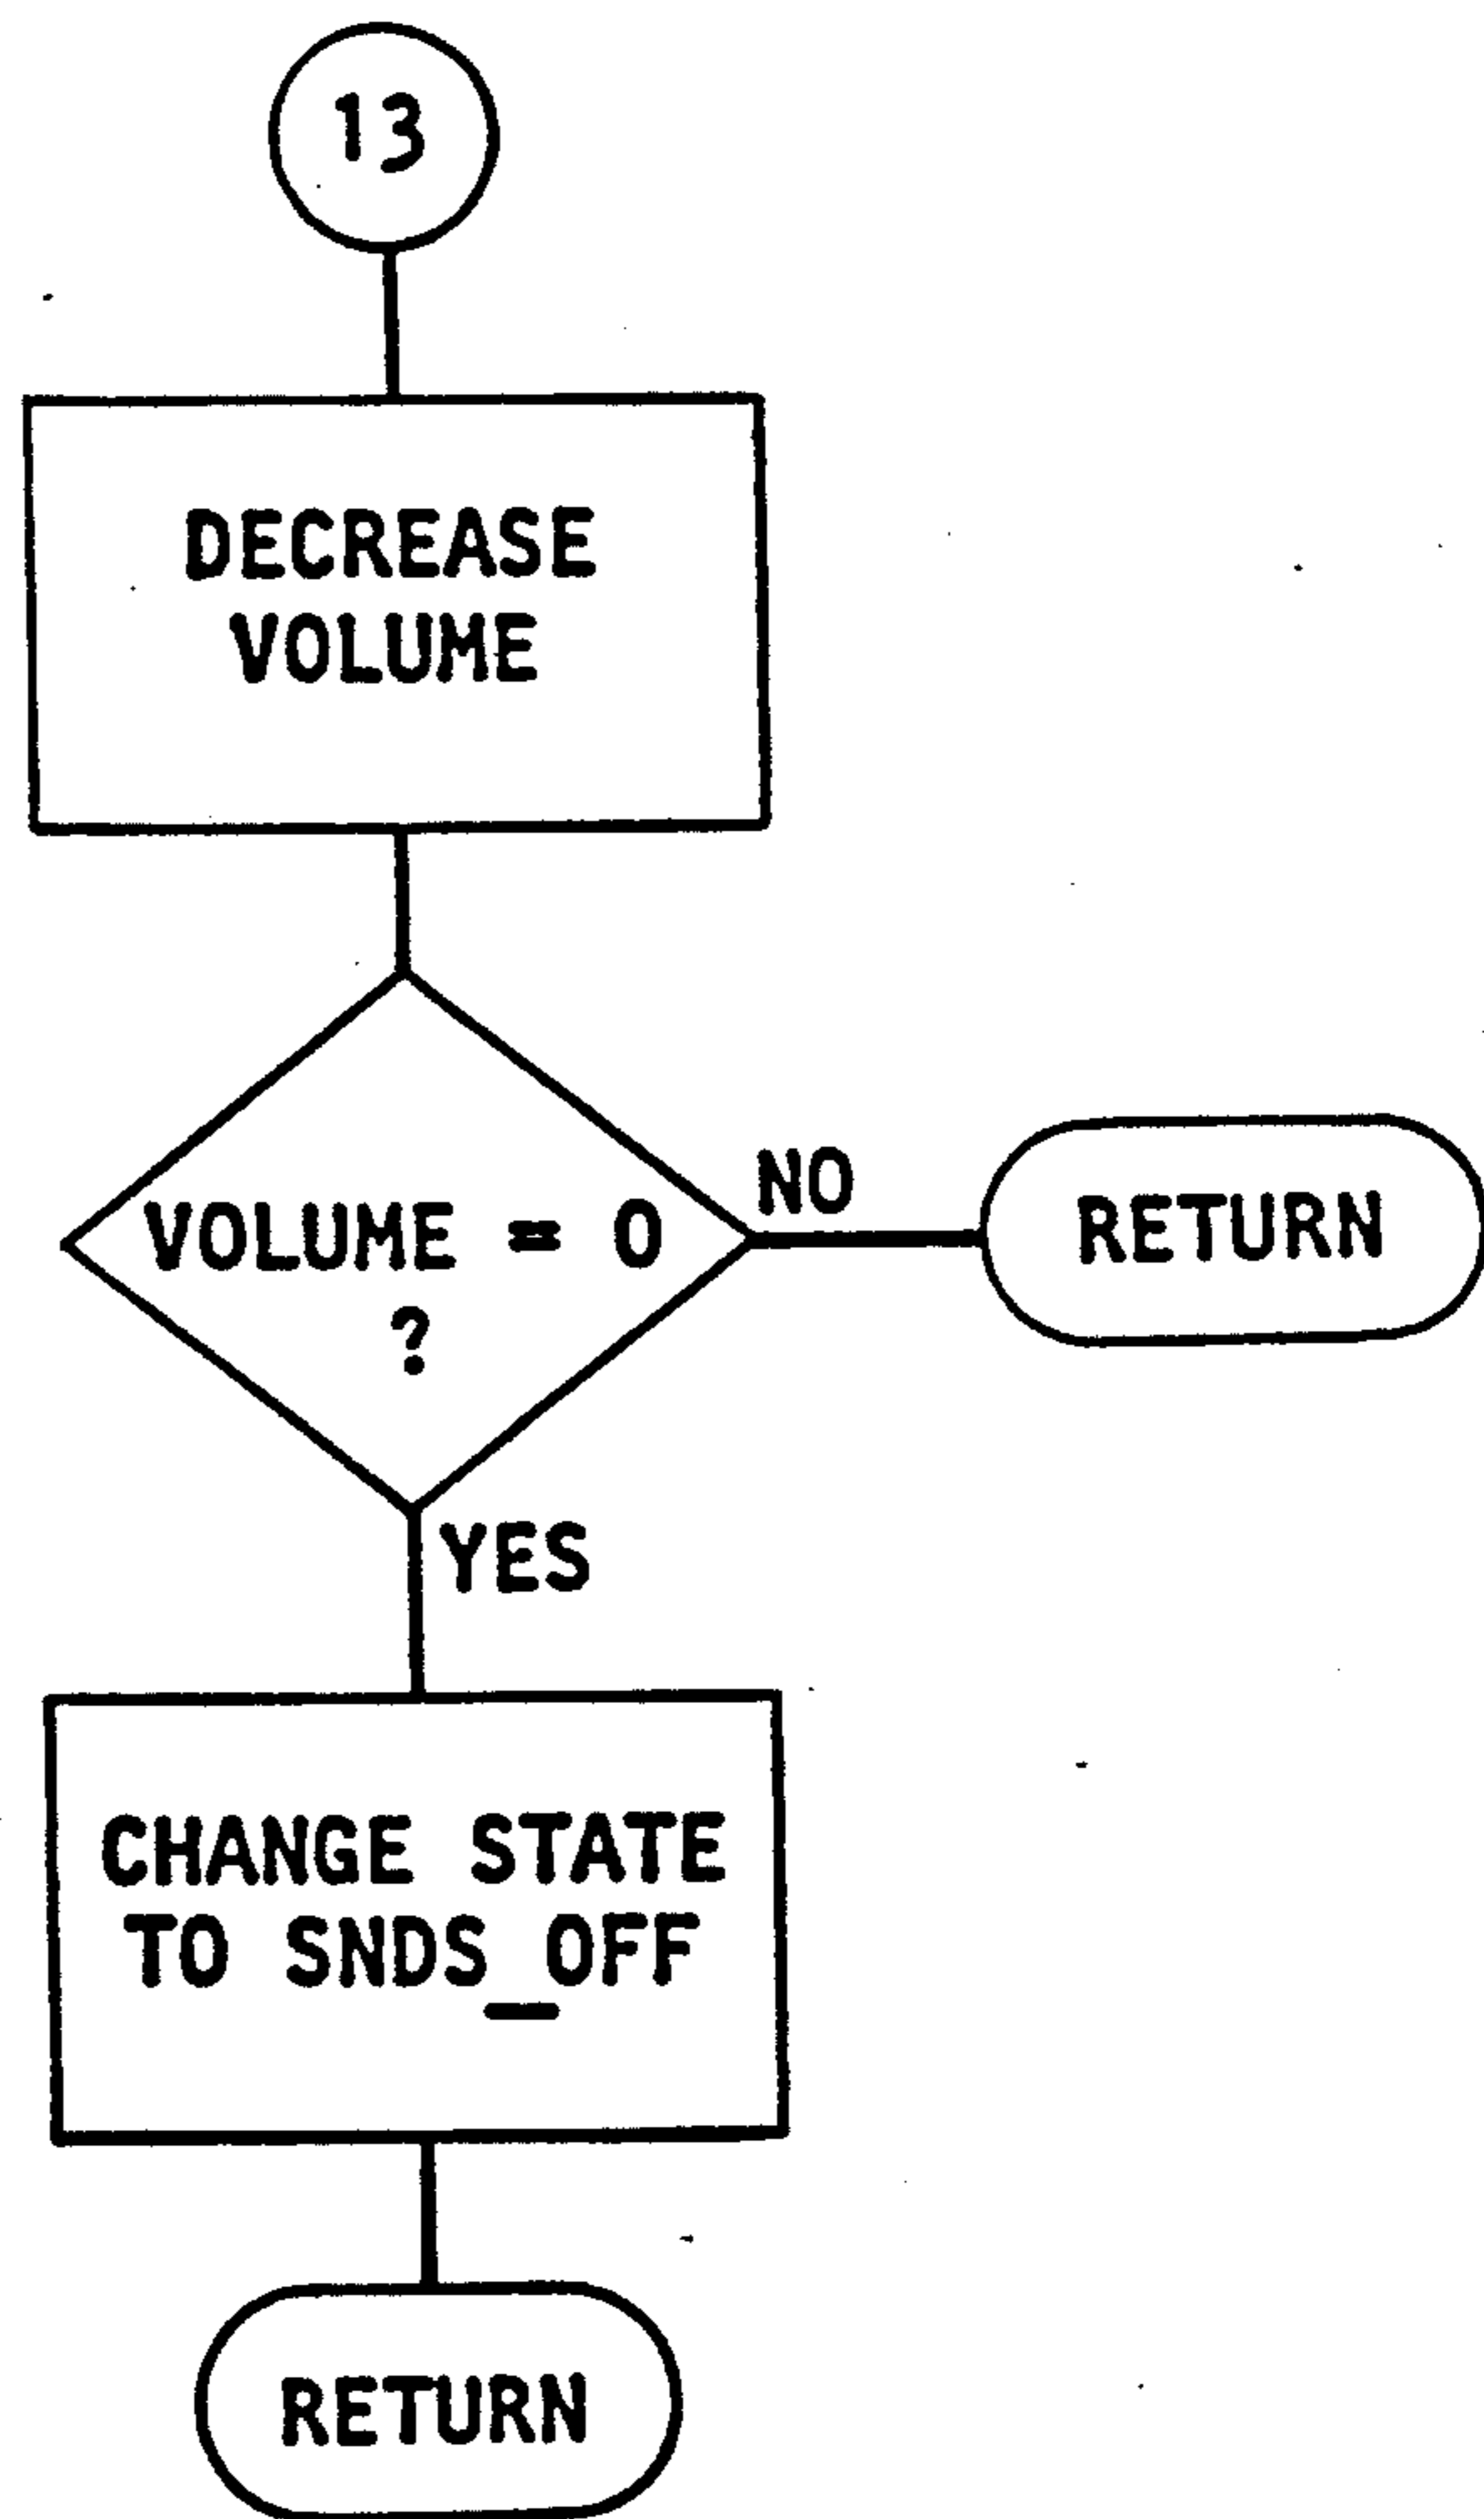 13
DECREASE
VOLUME
VOLUME = 0
?
NO
RETURN
YES
CHANGE STATE
TO SNDS_OFF
RETURN